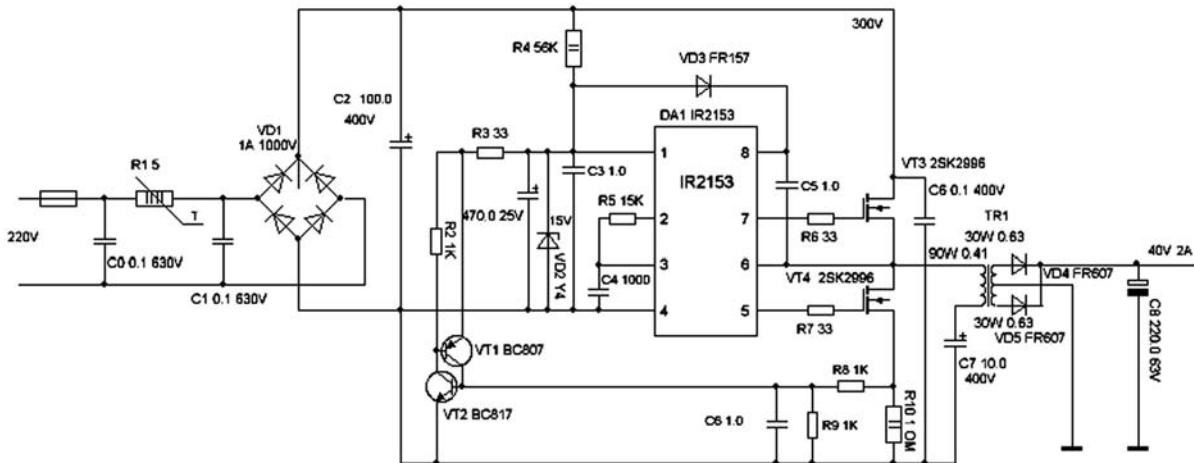 300V
R4 56K
VD3 FR157
C2 100.0
400V
DA1 IR2153
VD1
1A 1000V
R3 33
1
8
VT3 2SK2996
C3 1.0
R1 5
IR2153
C6 0.1 400V
C5 1.0
R5 15K
470.0 25V
2
7
TR1
15V
R6 33
30W 0.63
T
R2 1K
220V
3
6
40V 2A
90W 0.41
C0 0.1 630V
VD2 Y4
C4 1000
VT4 2SK2996
VD4 FR607
C1 0.1 630V
4
5
30W 0.63
R7 33
VD5 FR607
C8 220.0 63V
VT1 BC807
C7 10.0
400V
R8 1K
VT2 BC817
C6 1.0
R9 1K
R10 1 OM